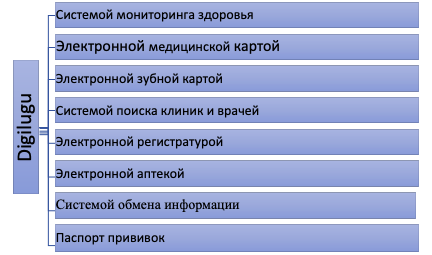 Digilugu
Системой мониторинга здоровья
Электронной медицинской картой
Электронной зубной картой
Системой поиска клиник и врачей
Электронной регистратурой
Электронной аптекой
Системой обмена информации
Паспорт прививок